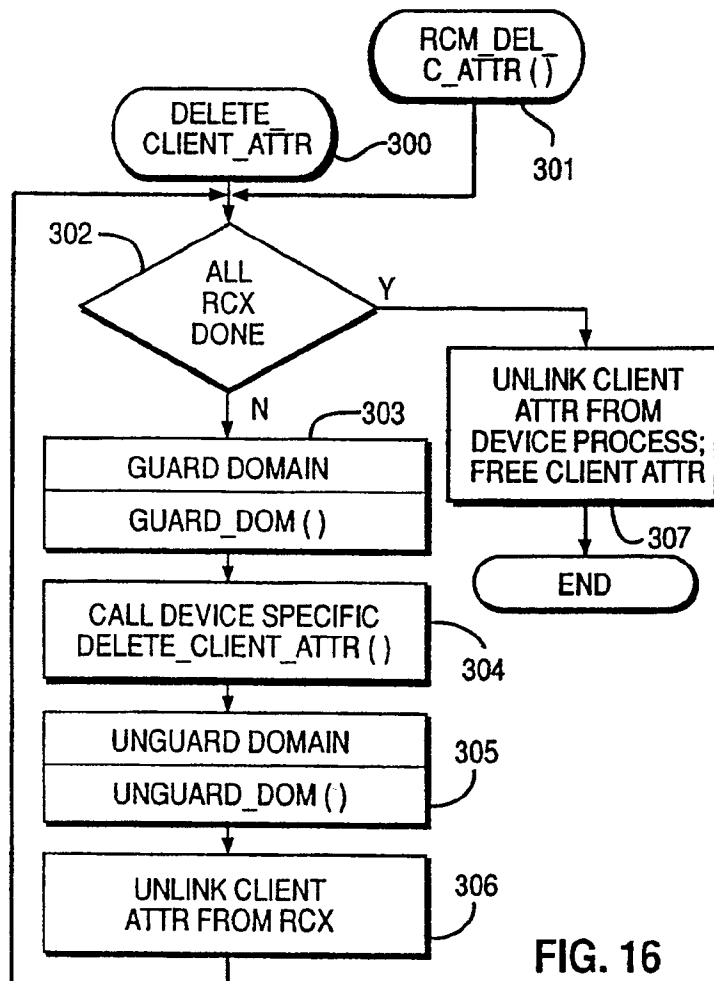 RCM_DEL_
C_ATTR ( )
301
DELETE_
CLIENT_ATTR
300
302
ALL
RCX
DONE
Y
N
UNLINK CLIENT
ATTR FROM
DEVICE PROCESS;
FREE CLIENT ATTR
307
END
303
GUARD DOMAIN
GUARD_DOM ( )
CALL DEVICE SPECIFIC
DELETE_CLIENT_ATTR ( )
304
UNGUARD DOMAIN
UNGUARD_DOM ( )
305
UNLINK CLIENT
ATTR FROM RCX
306
FIG. 16